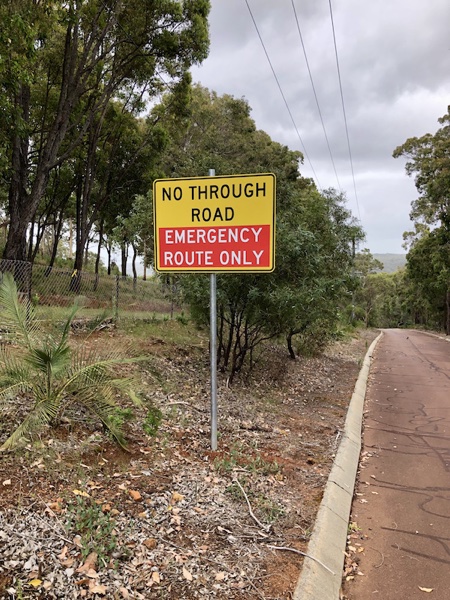 NO THROUGH
ROAD
EMERGENCY
ROUTE ONLY